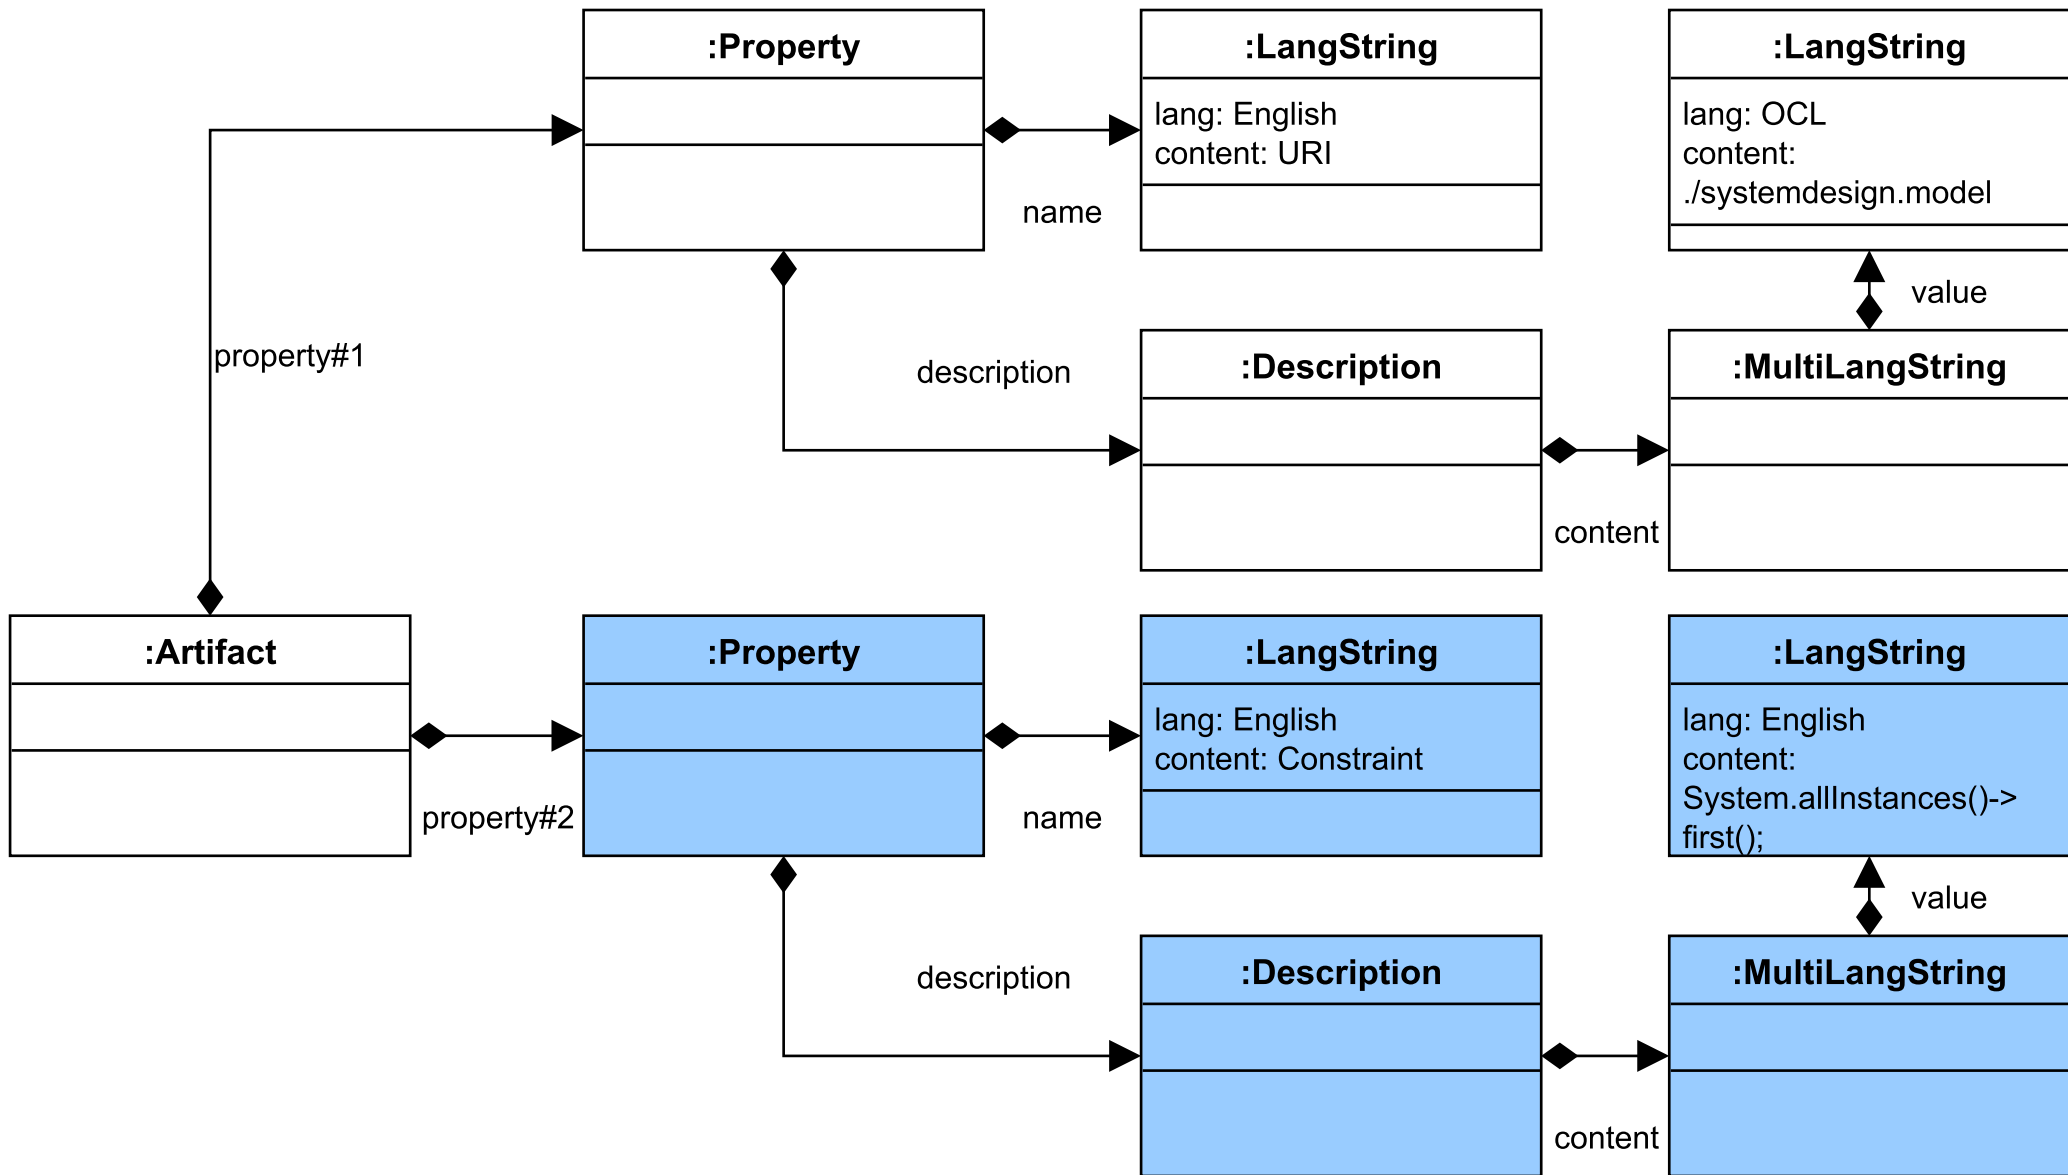 :Property
:LangString
:LangString
lang: English
content: URI
lang: OCL
content:
./systemdesign.model
name
value
property#1
description
:Description
:MultiLangString
content
:Artifact
:Property
:LangString
:LangString
lang: English
content: Constraint
lang: English
content:
System.allInstances()->
first();
property#2
name
value
description
:Description
:MultiLangString
content